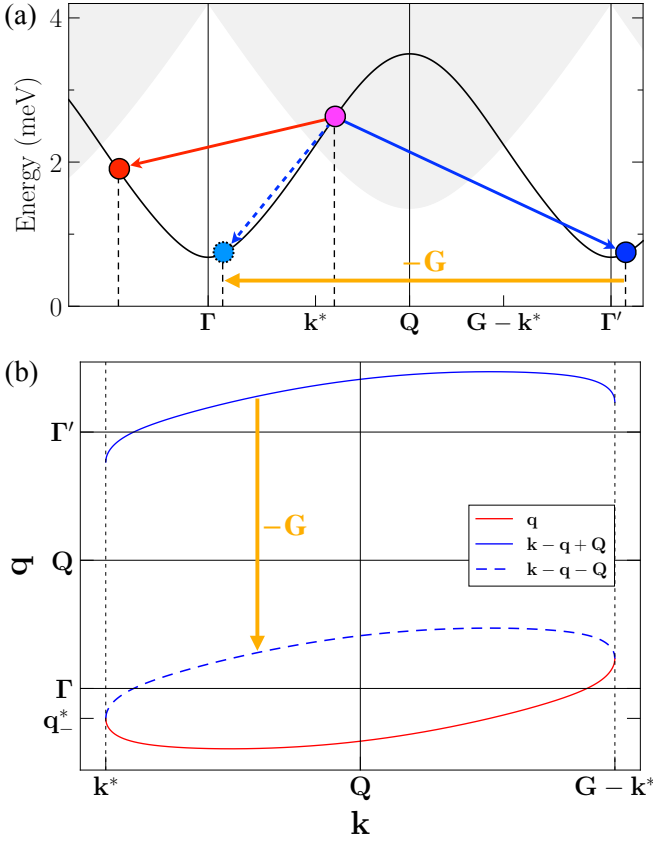 (a)
Energy (meV)
4
2
0
−G
Γ
k*
Q
G − k*
Γ′
(b)
q
Γ′
Q
Γ
q*₋
−G
q
k − q + Q
k − q − Q
k*
Q
G − k*
k